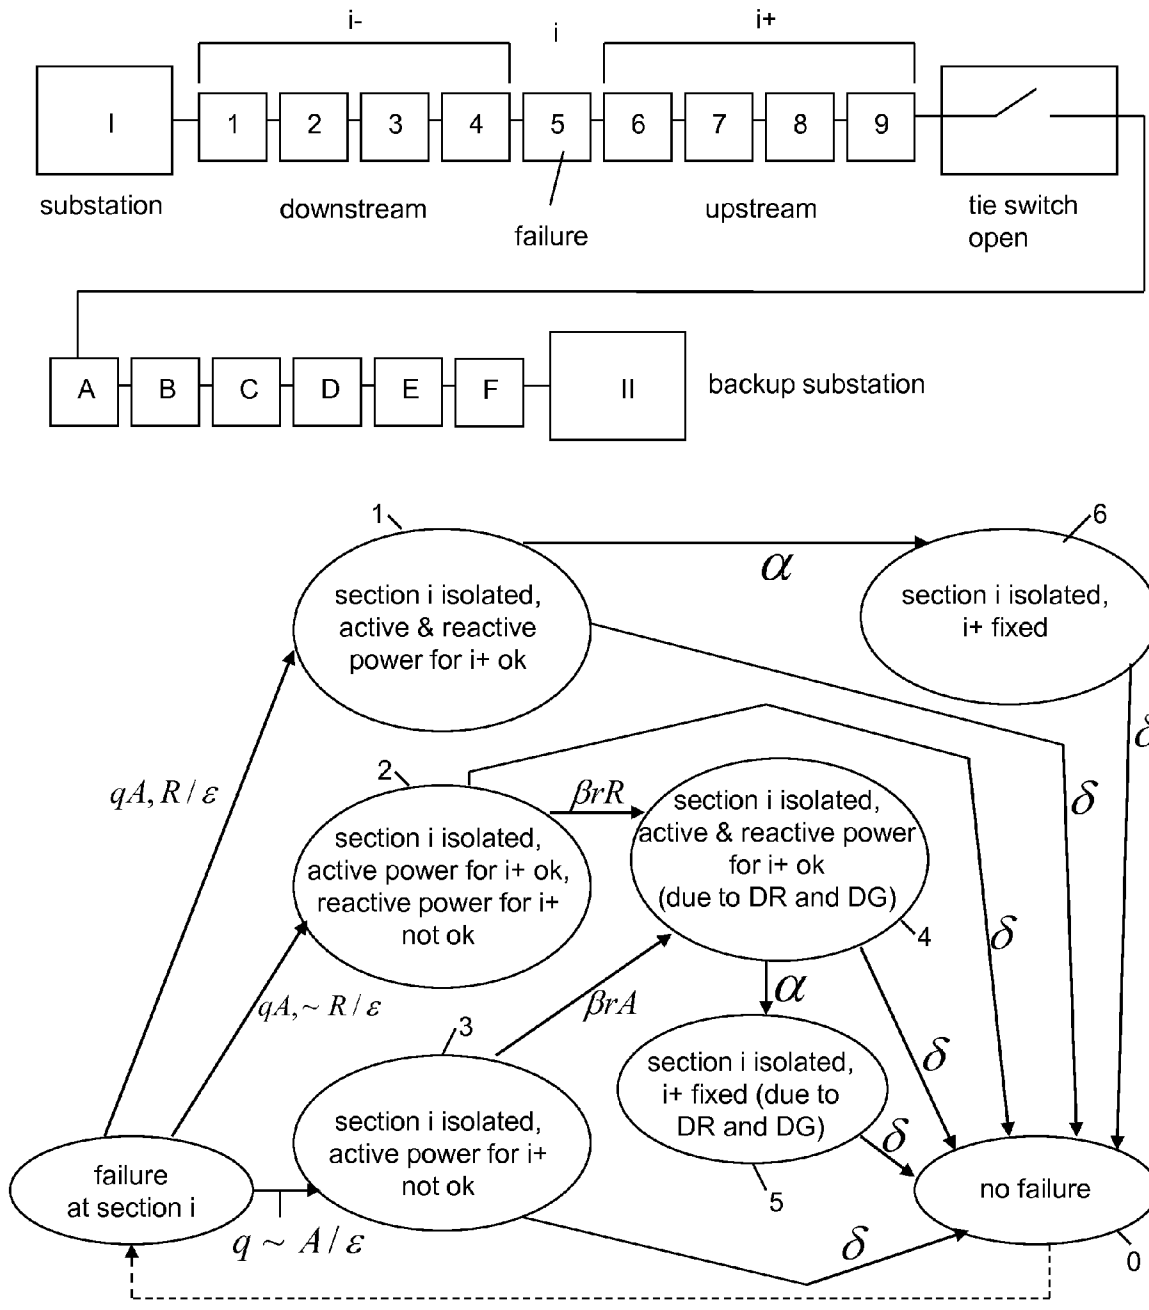 i-
i
i+
I
1
2
3
4
5
6
7
8
9
substation
downstream
failure
upstream
tie switch
open
A
B
C
D
E
F
II
backup substation
1
section i isolated,
active & reactive
power for i+ ok
α
6
section i isolated,
i+ fixed
δ
qA, R / ε
2
section i isolated,
active power for i+ ok,
reactive power for i+
not ok
βrR
section i isolated,
active & reactive power
for i+ ok
(due to DR and DG)
4
δ
δ
qA, ~ R / ε
βrA
α
3
section i isolated,
active power for i+
not ok
section i isolated,
i+ fixed (due to
DR and DG)
5
δ
δ
failure
at section i
q ~ A / ε
δ
no failure
0